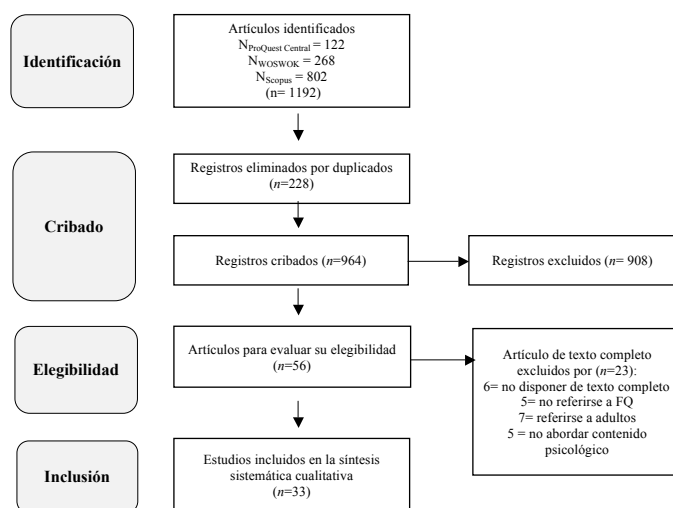 Identificación
Artículos identificados
NProQuest Central = 122
NWOSWOK = 268
NScopus = 802
(n= 1192)
Cribado
Registros eliminados por duplicados
(n=228)
Registros cribados (n=964)
Registros excluidos (n= 908)
Elegibilidad
Artículos para evaluar su elegibilidad
(n=56)
Artículo de texto completo
excluidos por (n=23):
6= no disponer de texto completo
5= no referirse a FQ
7= referirse a adultos
5 = no abordar contenido
psicológico
Inclusión
Estudios incluidos en la síntesis
sistemática cualitativa
(n=33)